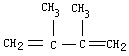 CH₃ CH₃
CH₂=C—C=CH₂